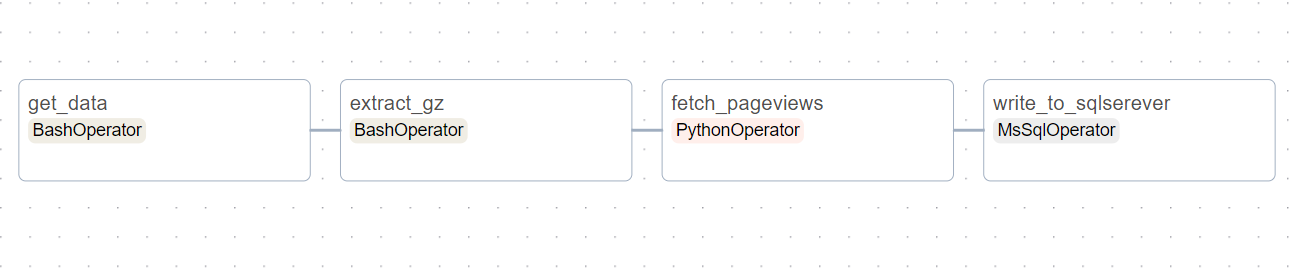 get_data
BashOperator
extract_gz
BashOperator
fetch_pageviews
PythonOperator
write_to_sqlserever
MsSqlOperator